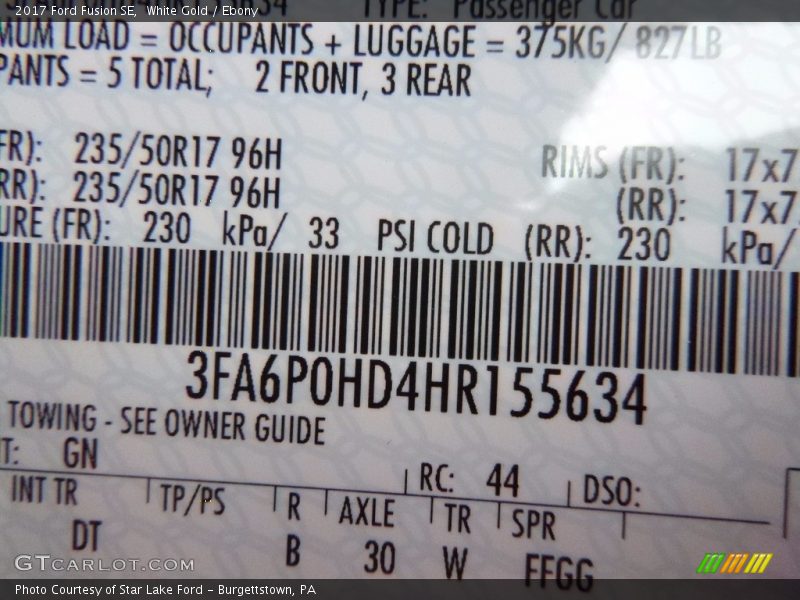 2017 Ford Fusion SE, White Gold / Ebony
TYPE: Passenger Car
MUM LOAD = OCCUPANTS + LUGGAGE = 375KG/ 827LB
PANTS = 5 TOTAL; 2 FRONT, 3 REAR
FR): 235/50R17 96H RIMS (FR): 17x7
RR): 235/50R17 96H (RR): 17x7
URE (FR): 230 kPa/ 33 PSI COLD (RR): 230 kPa/
3FA6P0HD4HR155634
TOWING - SEE OWNER GUIDE
T: GN RC: 44 DSO:
INT TR TP/PS R AXLE TR SPR
DT B 30 W FFGG
GTCARLOT.COM
Photo Courtesy of Star Lake Ford - Burgettstown, PA